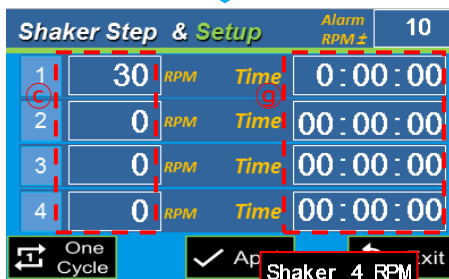 Shaker Step & Setup Alarm RPM± 10
1 30 RPM Time 0:00:00
ⓒ ⓖ
2 0 RPM Time 00:00:00
3 0 RPM Time 00:00:00
4 0 RPM Time 00:00:00
One Cycle Ap xit
Shaker 4 RPM